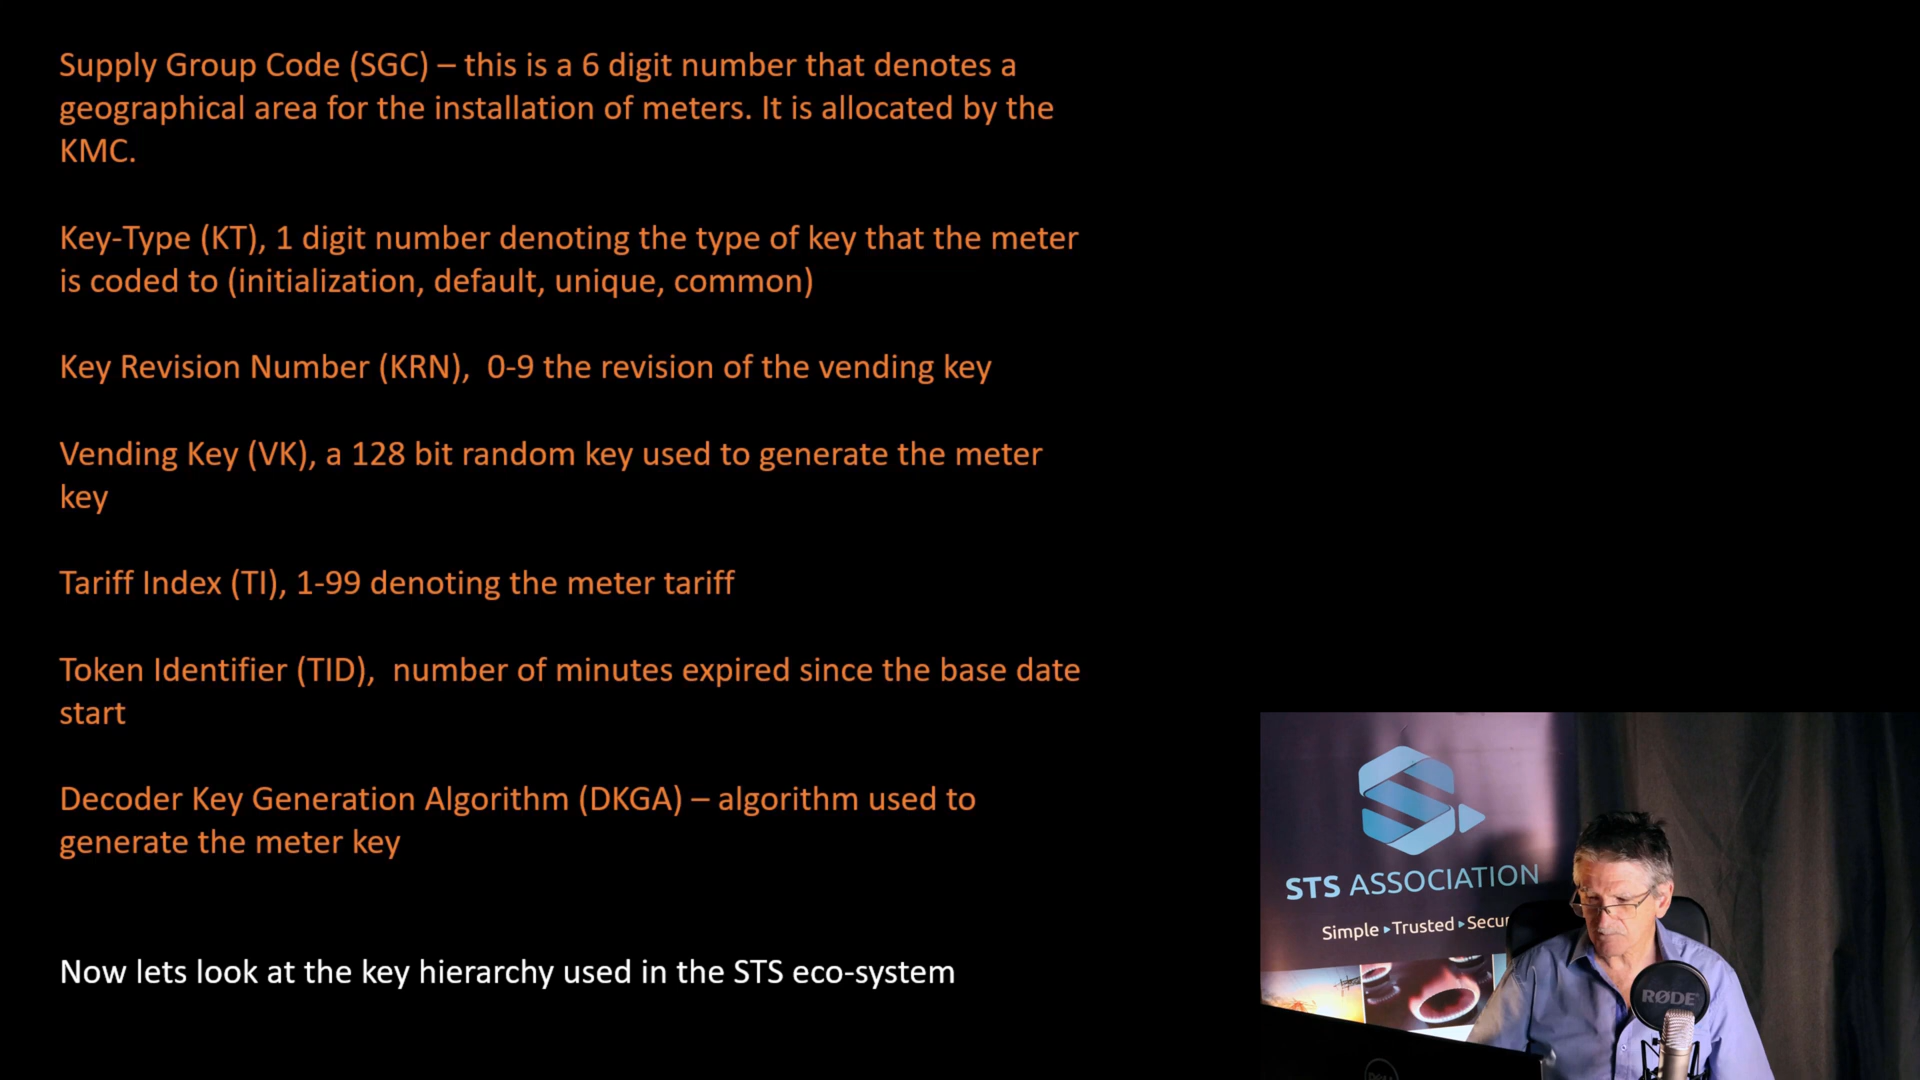 Supply Group Code (SGC) – this is a 6 digit number that denotes a
geographical area for the installation of meters. It is allocated by the
KMC.
Key-Type (KT), 1 digit number denoting the type of key that the meter
is coded to (initialization, default, unique, common)
Key Revision Number (KRN),  0-9 the revision of the vending key
Vending Key (VK), a 128 bit random key used to generate the meter
key
Tariff Index (TI), 1-99 denoting the meter tariff
Token Identifier (TID),  number of minutes expired since the base date
start
Decoder Key Generation Algorithm (DKGA) – algorithm used to
generate the meter key
Now lets look at the key hierarchy used in the STS eco-system
STS ASSOCIATION
Simple ▸ Trusted ▸ Secur
RØDE
DELL